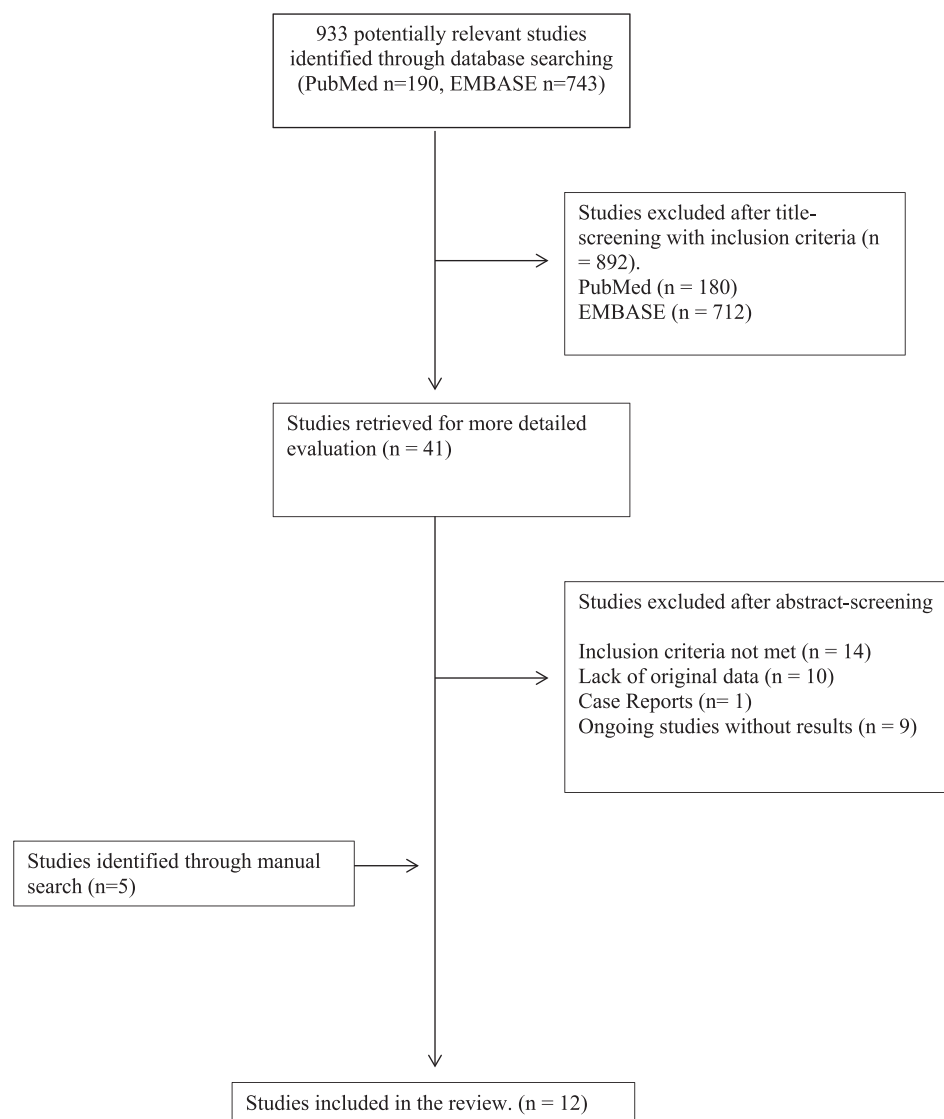 933 potentially relevant studies
identified through database searching
(PubMed n=190, EMBASE n=743)
Studies excluded after title-
screening with inclusion criteria (n
= 892).
PubMed (n = 180)
EMBASE (n = 712)
Studies retrieved for more detailed
evaluation (n = 41)
Studies excluded after abstract-screening
Inclusion criteria not met (n = 14)
Lack of original data (n = 10)
Case Reports (n= 1)
Ongoing studies without results (n = 9)
Studies identified through manual
search (n=5)
Studies included in the review. (n = 12)